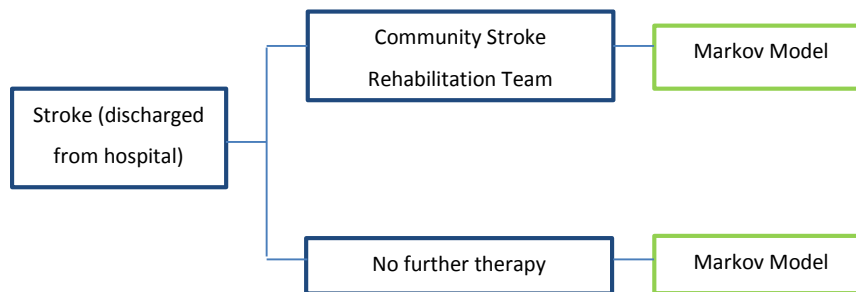 Community Stroke
Rehabilitation Team
Markov Model
Stroke (discharged
from hospital)
No further therapy
Markov Model